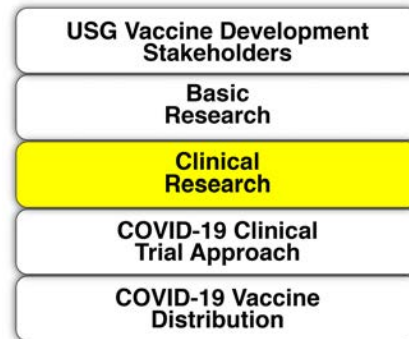 USG Vaccine Development
Stakeholders
Basic
Research
Clinical
Research
COVID-19 Clinical
Trial Approach
COVID-19 Vaccine
Distribution